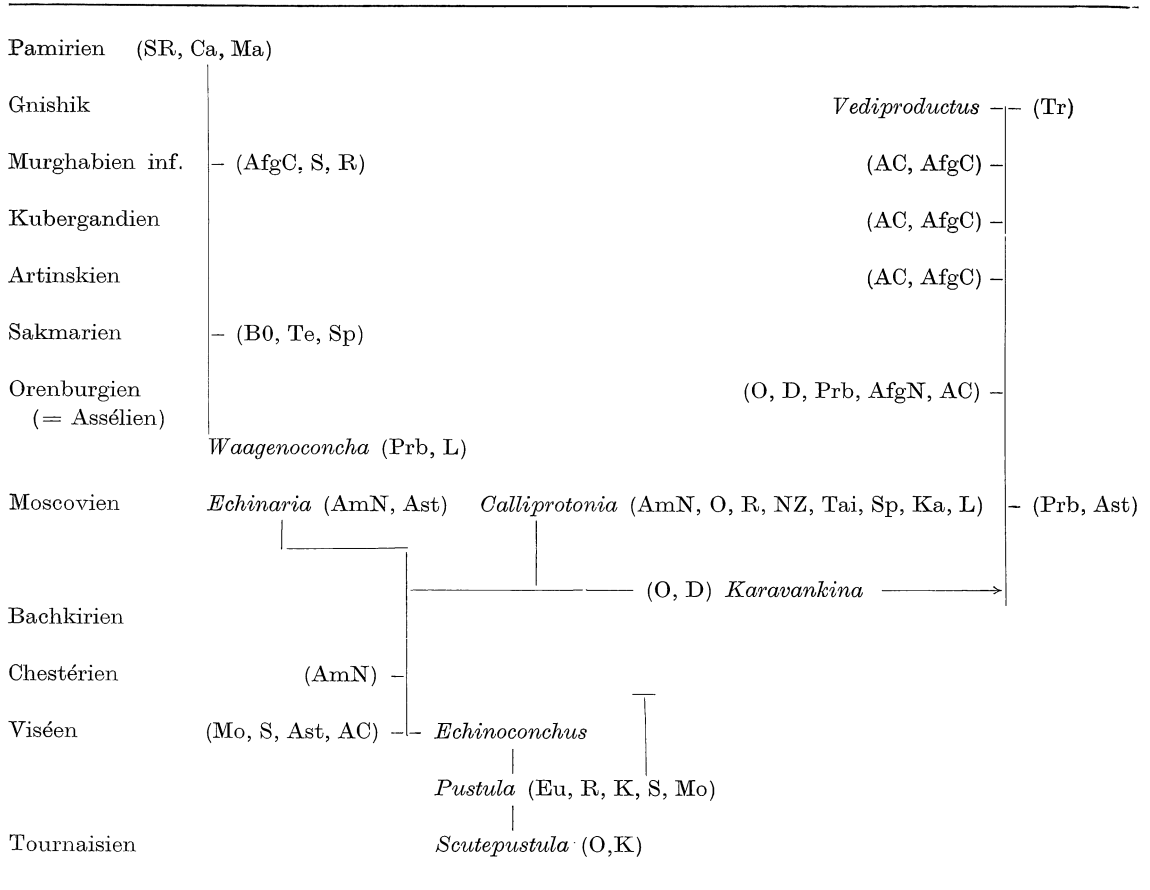 Pamirien (SR, Ca, Ma)
Gnishik Vediproductus (Tr)
Murghabien inf. (AfgC, S, R) (AC, AfgC)
Kubergandien (AC, AfgC)
Artinskien (AC, AfgC)
Sakmarien (B0, Te, Sp)
Orenburgien (O, D, Prb, AfgN, AC)
(= Assélien)
Waagenoconcha (Prb, L)
Moscovien Echinaria (AmN, Ast) Calliprotonia (AmN, O, R, NZ, Tai, Sp, Ka, L) (Prb, Ast)
(O, D) Karavankina
Bachkirien
Chestérien (AmN)
Viséen (Mo, S, Ast, AC) Echinoconchus
Pustula (Eu, R, K, S, Mo)
Tournaisien Scutepustula (O,K)